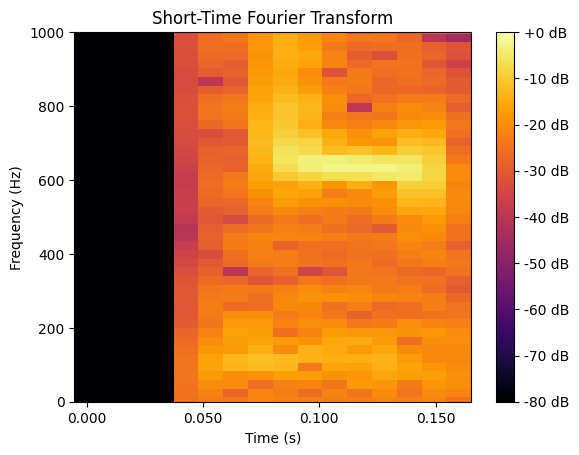 Short-Time Fourier Transform
Frequency (Hz)
1000
800
600
400
200
0
0.000
0.050
0.100
0.150
Time (s)
+0 dB
-10 dB
-20 dB
-30 dB
-40 dB
-50 dB
-60 dB
-70 dB
-80 dB